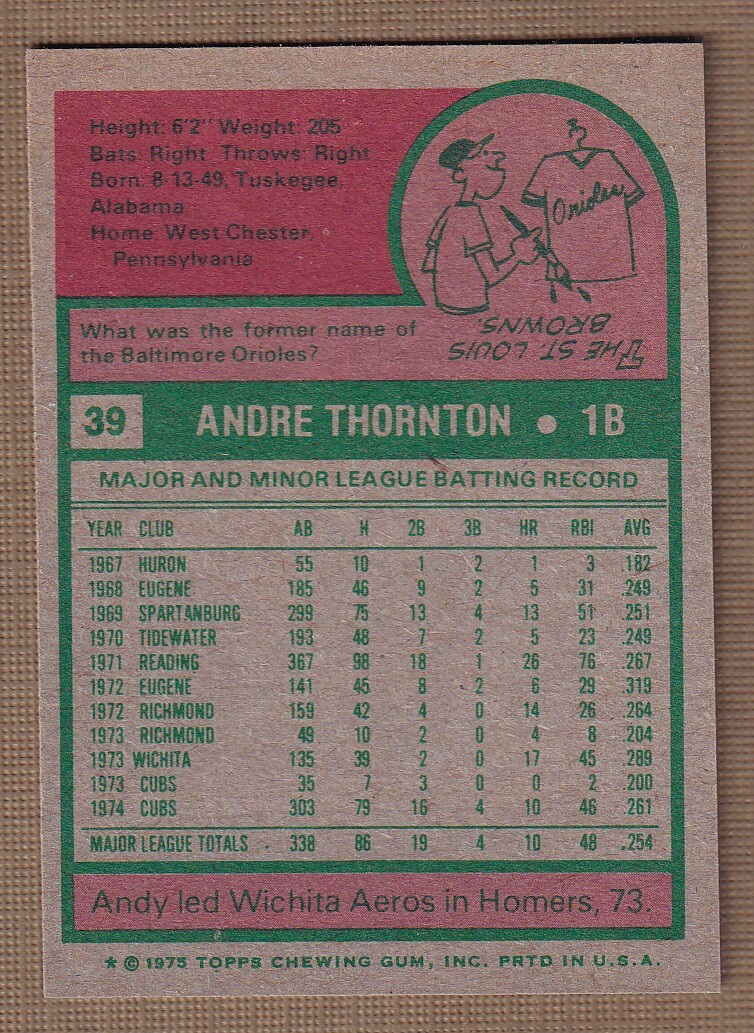 Height: 6'2" Weight: 205
Bats: Right Throws: Right
Born: 8-13-49, Tuskegee,
Alabama
Home: West Chester,
Pennsylvania
Orioles
What was the former name of
the Baltimore Orioles?
THE ST. LOUIS
BROWNS.
39 ANDRE THORNTON • 1B
MAJOR AND MINOR LEAGUE BATTING RECORD
YEAR CLUB AB H 2B 3B HR RBI AVG
1967 HURON 55 10 1 2 1 3 .182
1968 EUGENE 185 46 9 2 5 31 .249
1969 SPARTANBURG 299 75 13 4 13 51 .251
1970 TIDEWATER 193 48 7 2 5 23 .249
1971 READING 367 98 18 1 26 76 .267
1972 EUGENE 141 45 8 2 6 29 .319
1972 RICHMOND 159 42 4 0 14 26 .264
1973 RICHMOND 49 10 2 0 4 8 .204
1973 WICHITA 135 39 2 0 17 45 .289
1973 CUBS 35 7 3 0 0 2 .200
1974 CUBS 303 79 16 4 10 46 .261
MAJOR LEAGUE TOTALS . 338 86 19 4 10 48 .254
Andy led Wichita Aeros in Homers, 73.
* © 1975 TOPPS CHEWING GUM, INC. PRTD IN U.S.A.